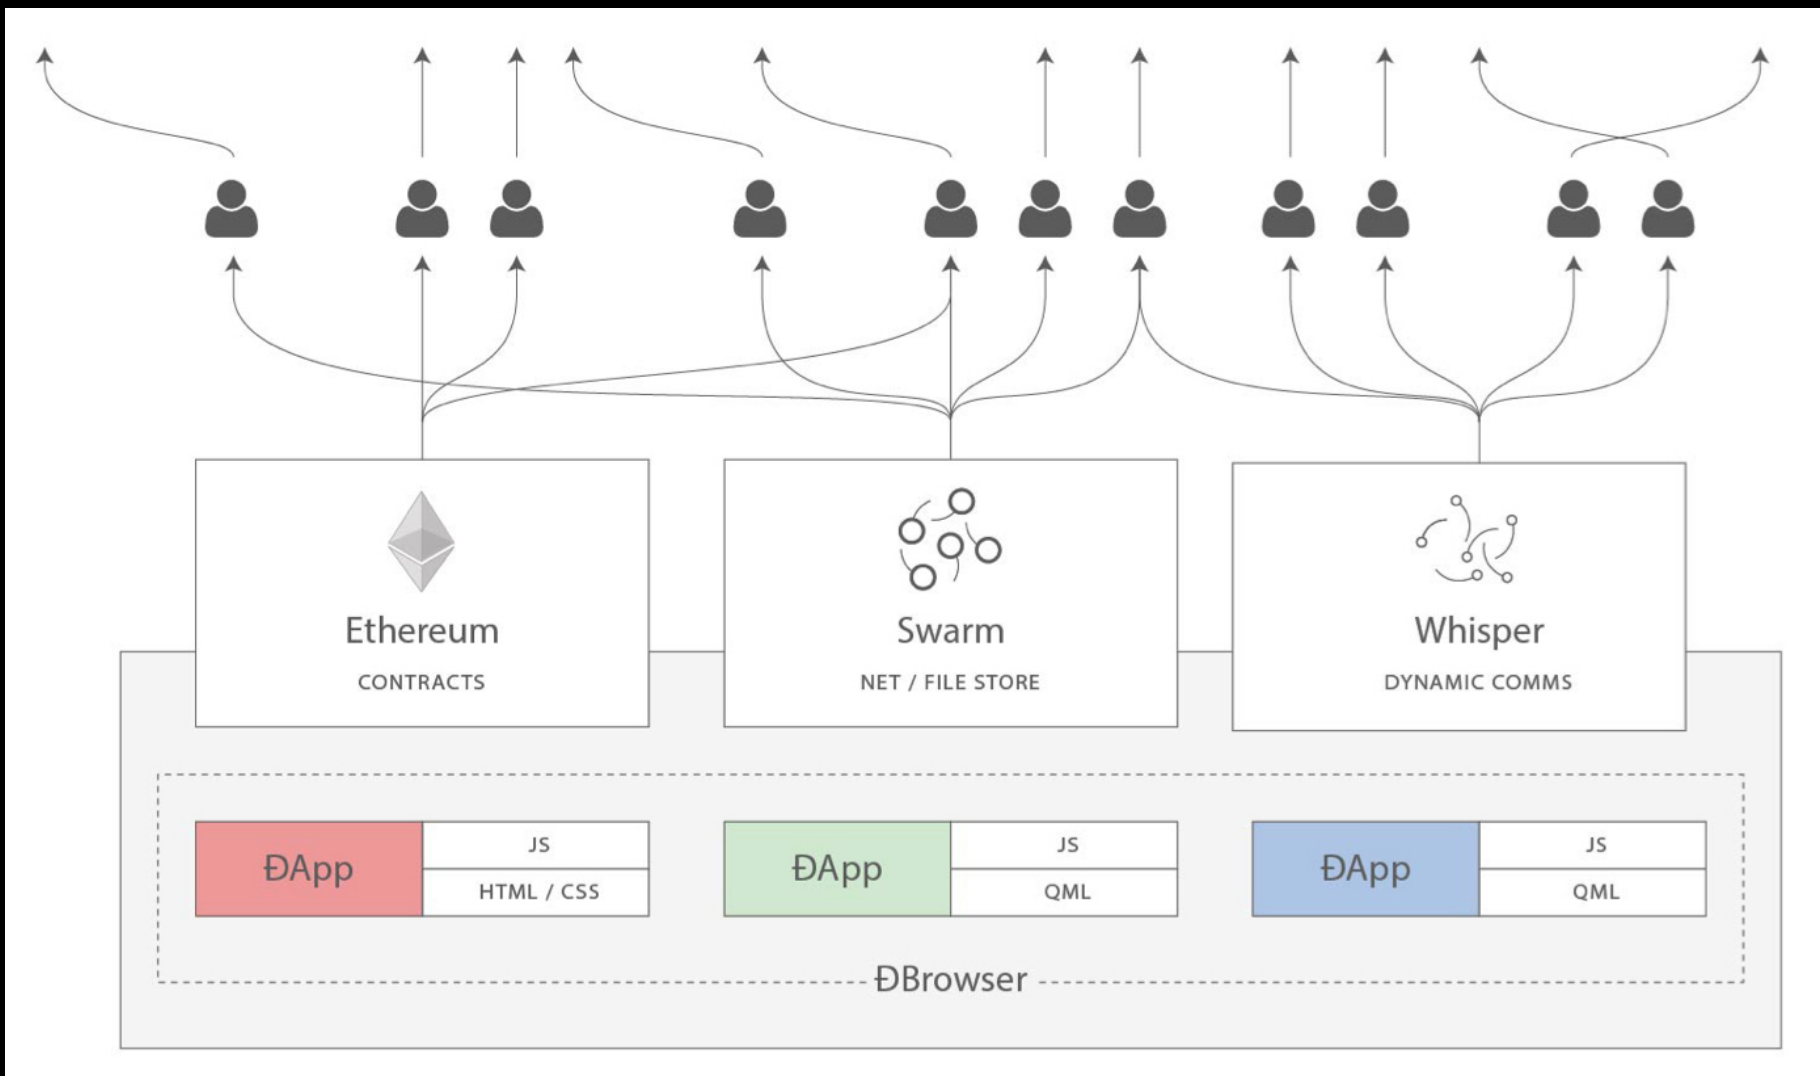 Ethereum
CONTRACTS
Swarm
NET / FILE STORE
Whisper
DYNAMIC COMMS
ĐApp
JS
HTML / CSS
ĐApp
JS
QML
ĐApp
JS
QML
ĐBrowser